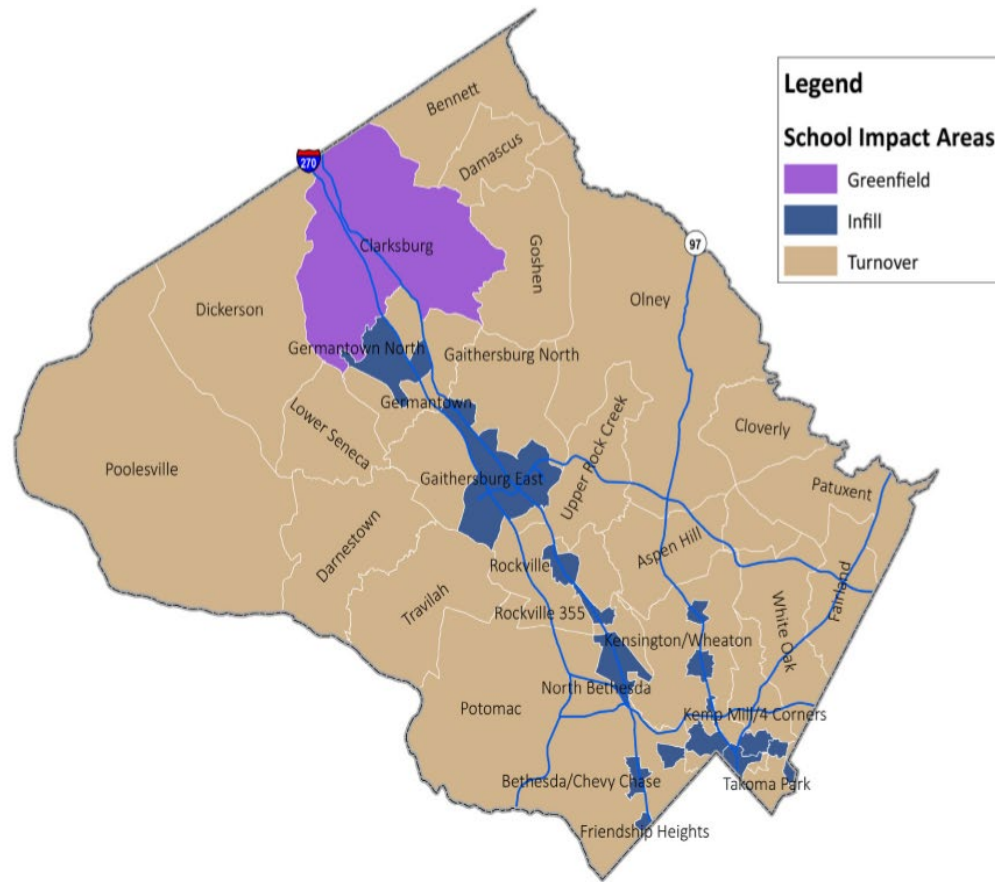 Legend
School Impact Areas
Greenfield
Infill
Turnover
Bennett
270
Damascus
97
Clarksburg
Goshen
Olney
Dickerson
Germantown North
Gaithersburg North
Germantown
Lower Seneca
Upper Rock Creek
Cloverly
Poolesville
Gaithersburg East
Patuxent
Darnestown
Aspen Hill
Rockville
Fairland
Travilah
Rockville 355
White Oak
Kensington/Wheaton
North Bethesda
Potomac
Kemp Mill/4 Corners
Bethesda/Chevy Chase
Takoma Park
Friendship Heights